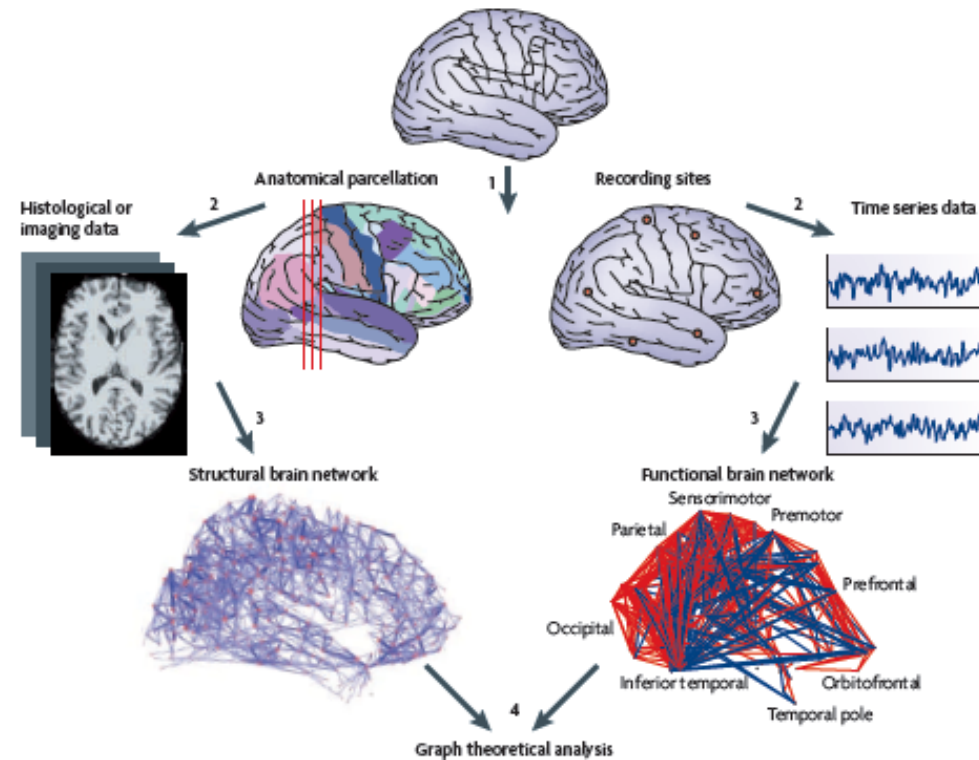 1
Anatomical parcellation
Recording sites
2
2
Histological or
imaging data
Time series data
3
3
Structural brain network
Functional brain network
Sensorimotor
Parietal
Premotor
Prefrontal
Occipital
Inferior temporal
Orbitofrontal
Temporal pole
4
Graph theoretical analysis